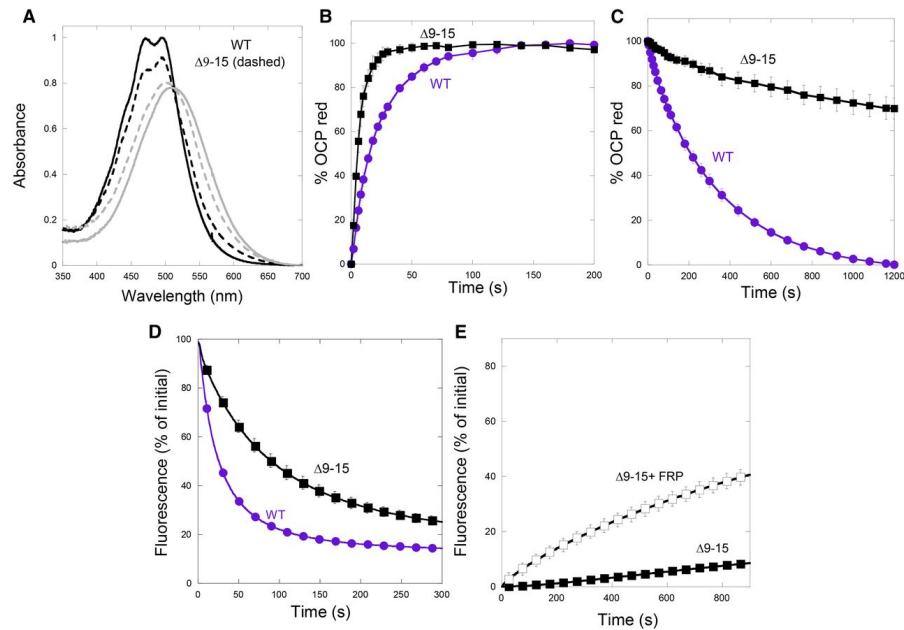 A
WT
Δ9-15 (dashed)
Absorbance
1
0.8
0.6
0.4
0.2
0
350 400 450 500 550 600 650 700
Wavelength (nm)
B
Δ9-15
WT
% OCP red
100
80
60
40
20
0
0 50 100 150 200
Time (s)
C
Δ9-15
WT
% OCP red
100
80
60
40
20
0
0 200 400 600 800 1000 1200
Time (s)
D
Δ9-15
WT
Fluorescence (% of initial)
100
80
60
40
20
0
0 50 100 150 200 250 300
Time (s)
E
Δ9-15+ FRP
Δ9-15
Fluorescence (% of initial)
80
60
40
20
0
0 200 400 600 800
Time (s)